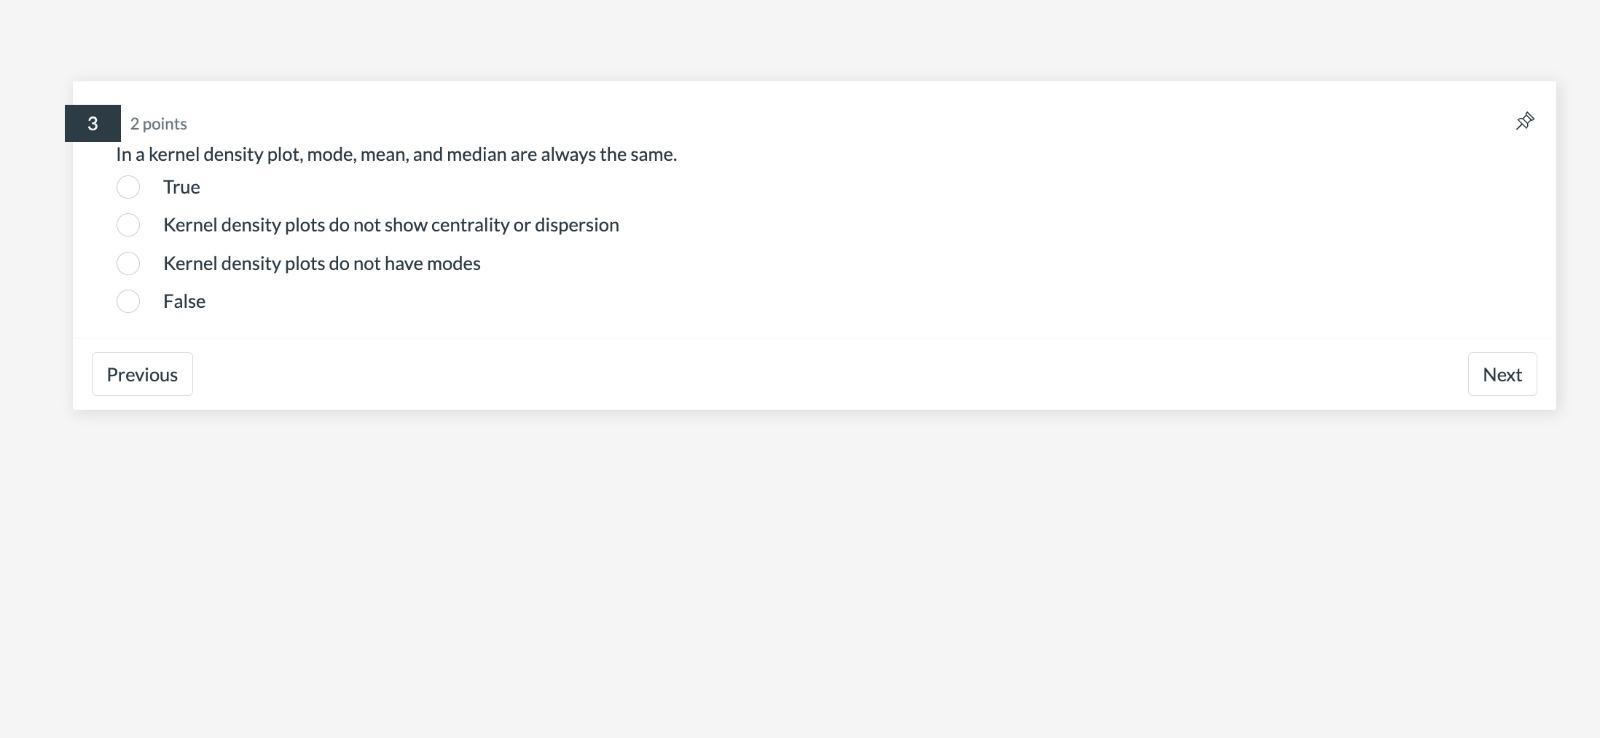 3 2 points
In a kernel density plot, mode, mean, and median are always the same.
True
Kernel density plots do not show centrality or dispersion
Kernel density plots do not have modes
False
Previous Next